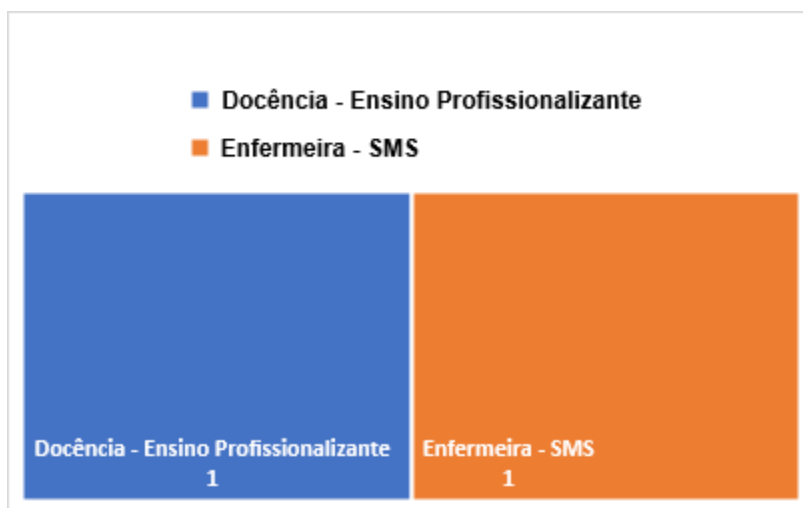 Docência - Ensino Profissionalizante
Enfermeira - SMS
Docência - Ensino Profissionalizante
1
Enfermeira - SMS
1